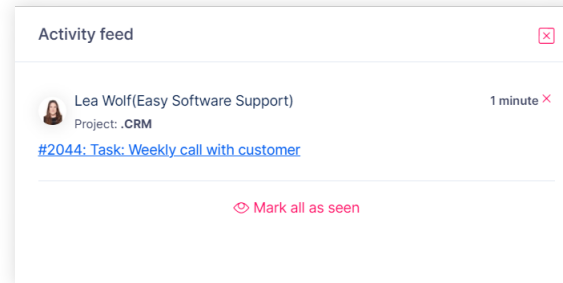 Activity feed
Lea Wolf(Easy Software Support)
1 minute
Project: .CRM
#2044: Task: Weekly call with customer
Mark all as seen